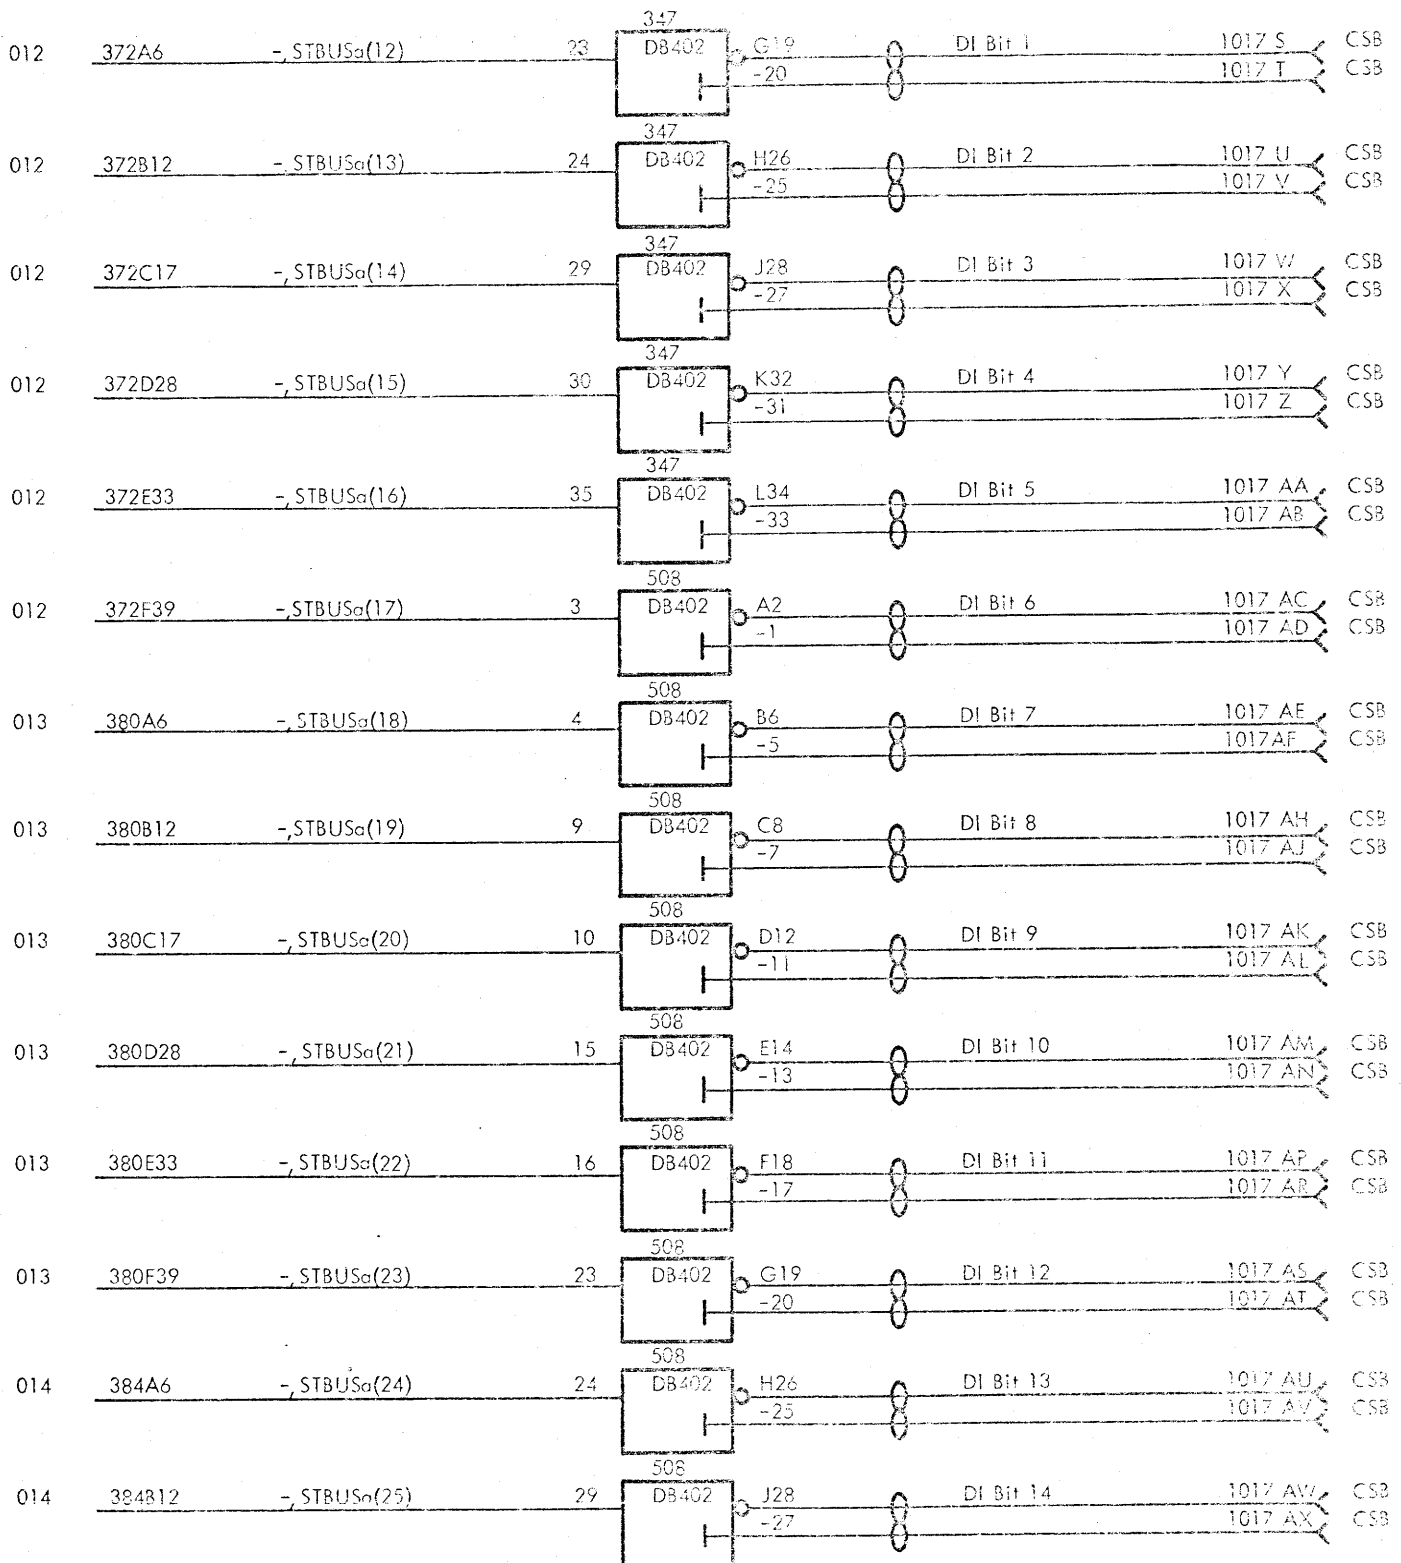 347
012 372A6 -,STBUSa(12) 23 DB402 G19 DI Bit 1 1017 S CSB
-20 1017 T CSB
347
012 372B12 -,STBUSa(13) 24 DB402 H26 DI Bit 2 1017 U CSB
-25 1017 V CSB
347
012 372C17 -,STBUSa(14) 29 DB402 J28 DI Bit 3 1017 W CSB
-27 1017 X CSB
347
012 372D28 -,STBUSa(15) 30 DB402 K32 DI Bit 4 1017 Y CSB
-31 1017 Z CSB
347
012 372E33 -,STBUSa(16) 35 DB402 L34 DI Bit 5 1017 AA CSB
-33 1017 AB CSB
508
012 372F39 -,STBUSa(17) 3 DB402 A2 DI Bit 6 1017 AC CSB
-1 1017 AD CSB
508
013 380A6 -,STBUSa(18) 4 DB402 B6 DI Bit 7 1017 AE CSB
-5 1017AF CSB
508
013 380B12 -,STBUSa(19) 9 DB402 C8 DI Bit 8 1017 AH CSB
-7 1017 AJ CSB
508
013 380C17 -,STBUSa(20) 10 DB402 D12 DI Bit 9 1017 AK CSB
-11 1017 AL CSB
508
013 380D28 -,STBUSa(21) 15 DB402 E14 DI Bit 10 1017 AM CSB
-13 1017 AN CSB
508
013 380E33 -,STBUSa(22) 16 DB402 F18 DI Bit 11 1017 AP CSB
-17 1017 AR CSB
508
013 380F39 -,STBUSa(23) 23 DB402 G19 DI Bit 12 1017 AS CSB
-20 1017 AT CSB
508
014 384A6 -,STBUSa(24) 24 DB402 H26 DI Bit 13 1017 AU CSB
-25 1017 AV CSB
508
014 384B12 -,STBUSa(25) 29 DB402 J28 DI Bit 14 1017 AW CSB
-27 1017 AX CSB